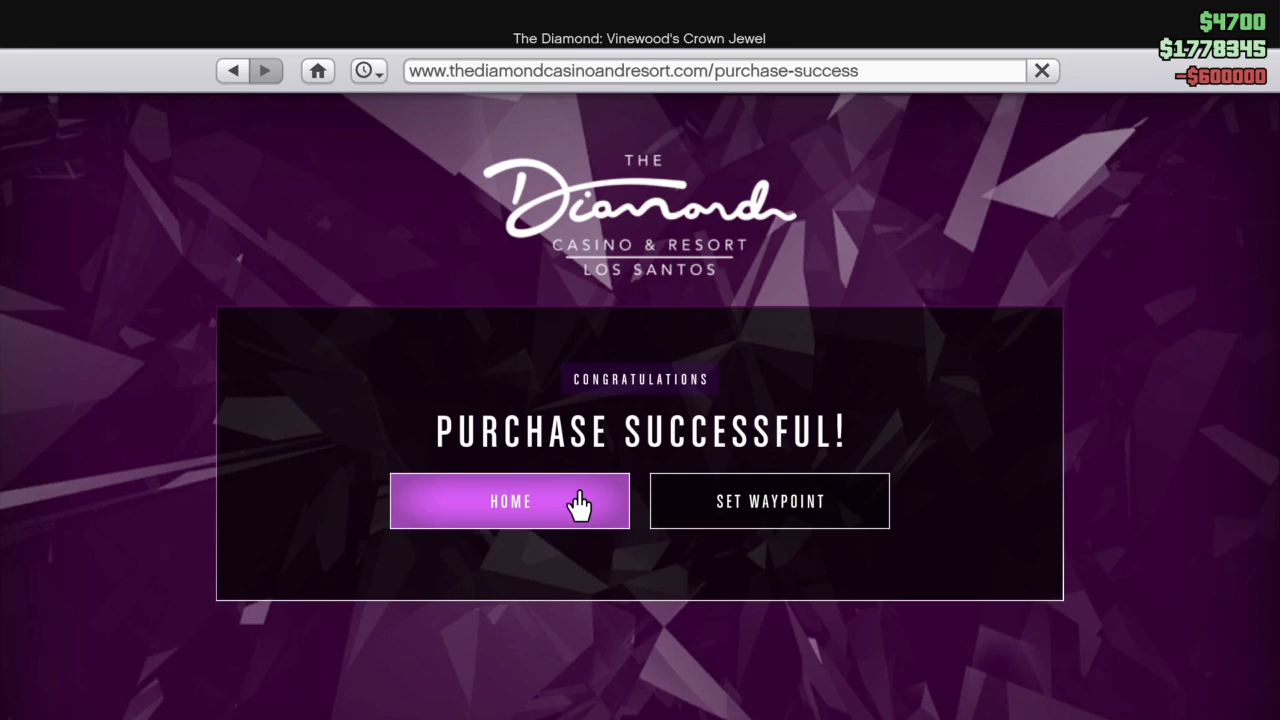 $4700
The Diamond: Vinewood's Crown Jewel
$1778345
www.thediamondcasinoandresort.com/purchase-success
-$600000
THE
Diamond
CASINO & RESORT
LOS SANTOS
CONGRATULATIONS
PURCHASE SUCCESSFUL!
HOME
SET WAYPOINT